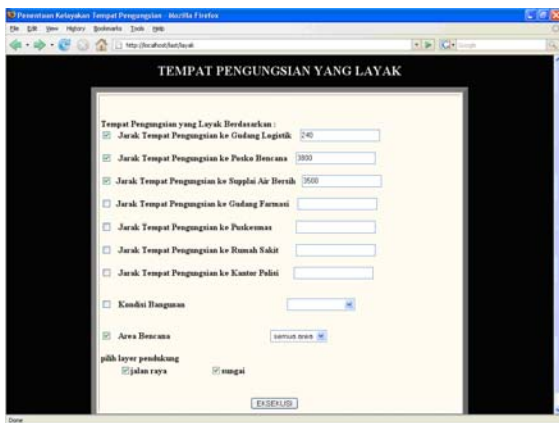 Penentuan Kelayakan Tempat Pengungsian - Mozilla Firefox
File Edit View History Bookmarks Tools Help
http://localhost/last/layak
TEMPAT PENGUNGSIAN YANG LAYAK
Tempat Pengungsian yang Layak Berdasarkan :
Jarak Tempat Pengungsian ke Gudang Logistik 240
Jarak Tempat Pengungsian ke Posko Bencana 3800
Jarak Tempat Pengungsian ke Supplai Air Bersih 3500
Jarak Tempat Pengungsian ke Gudang Farmasi
Jarak Tempat Pengungsian ke Puskesmas
Jarak Tempat Pengungsian ke Rumah Sakit
Jarak Tempat Pengungsian ke Kantor Polisi
Kondisi Bangunan
Area Bencana semua area
pilih layer pendukung
jalan raya sungai
EKSEKUSI
Done